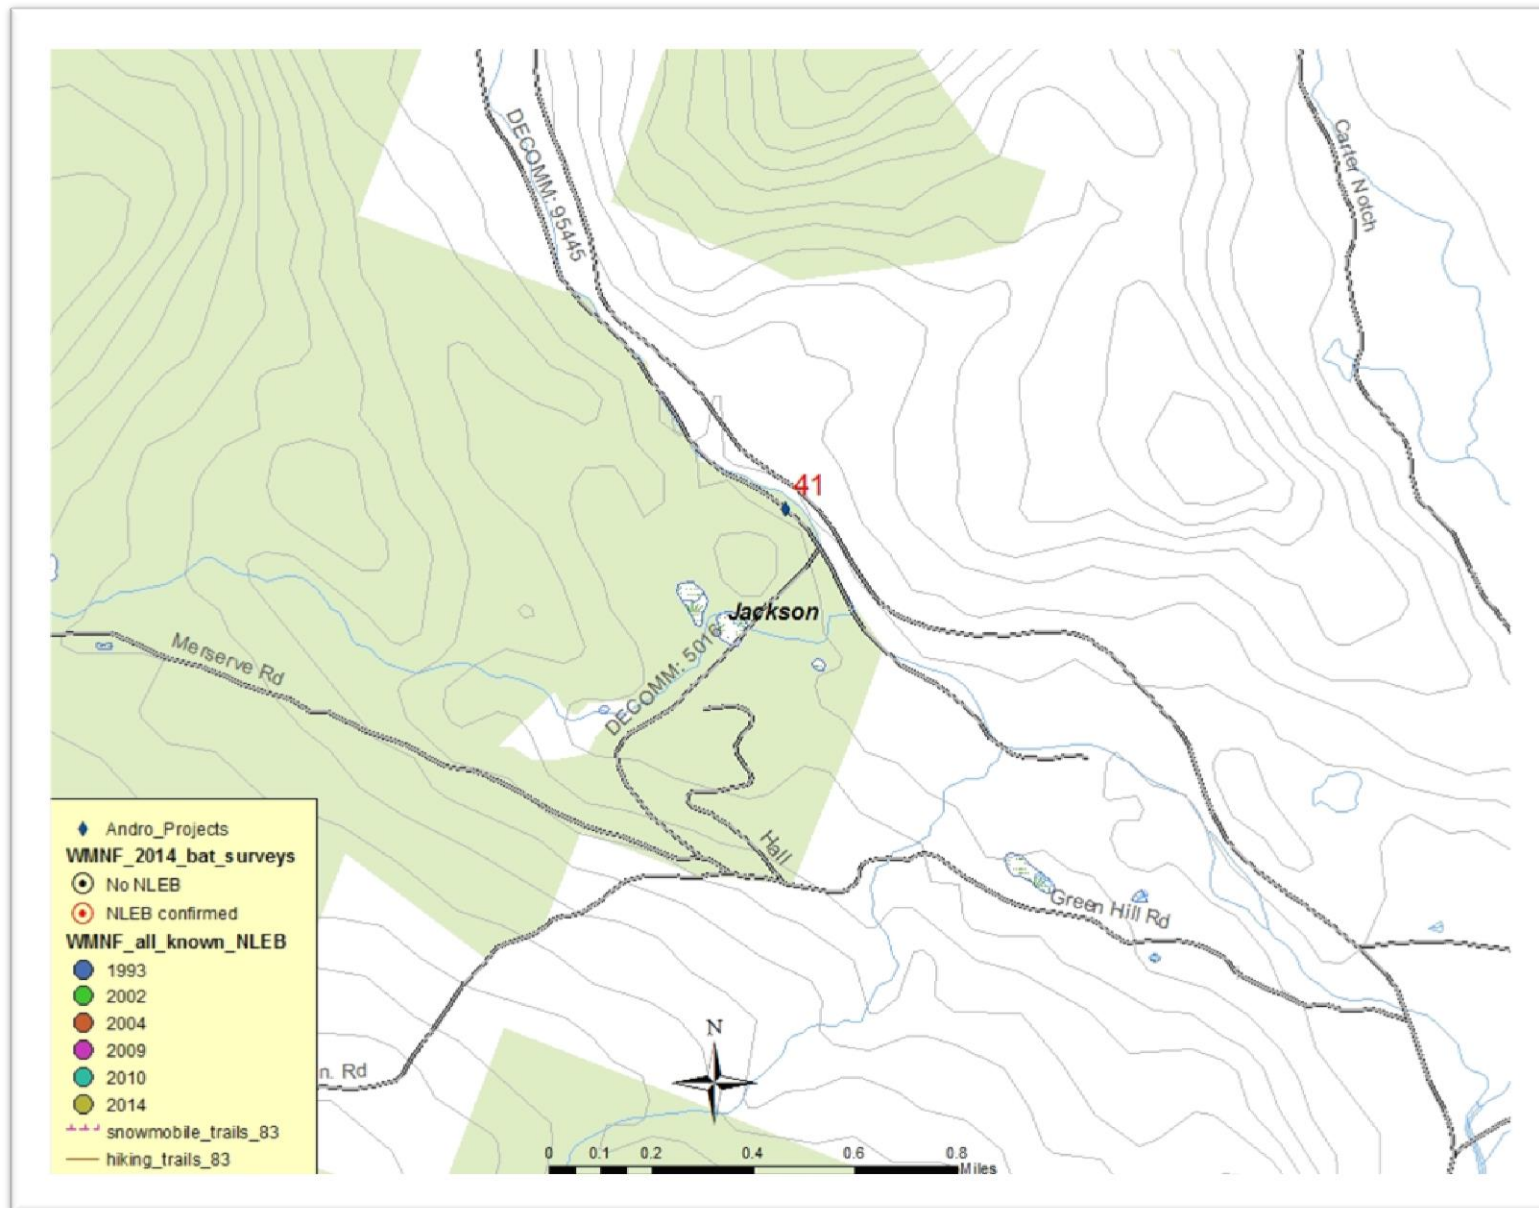 DECOMM: 95445
Carter Notch
41
Jackson
DECOMM: 5016
Merserve Rd
Hall
Green Hill Rd
n. Rd
Andro_Projects
WMNF_2014_bat_surveys
No NLEB
NLEB confirmed
WMNF_all_known_NLEB
1993
2002
2004
2009
2010
2014
snowmobile_trails_83
hiking_trails_83
N
0 0.1 0.2 0.4 0.6 0.8
Miles